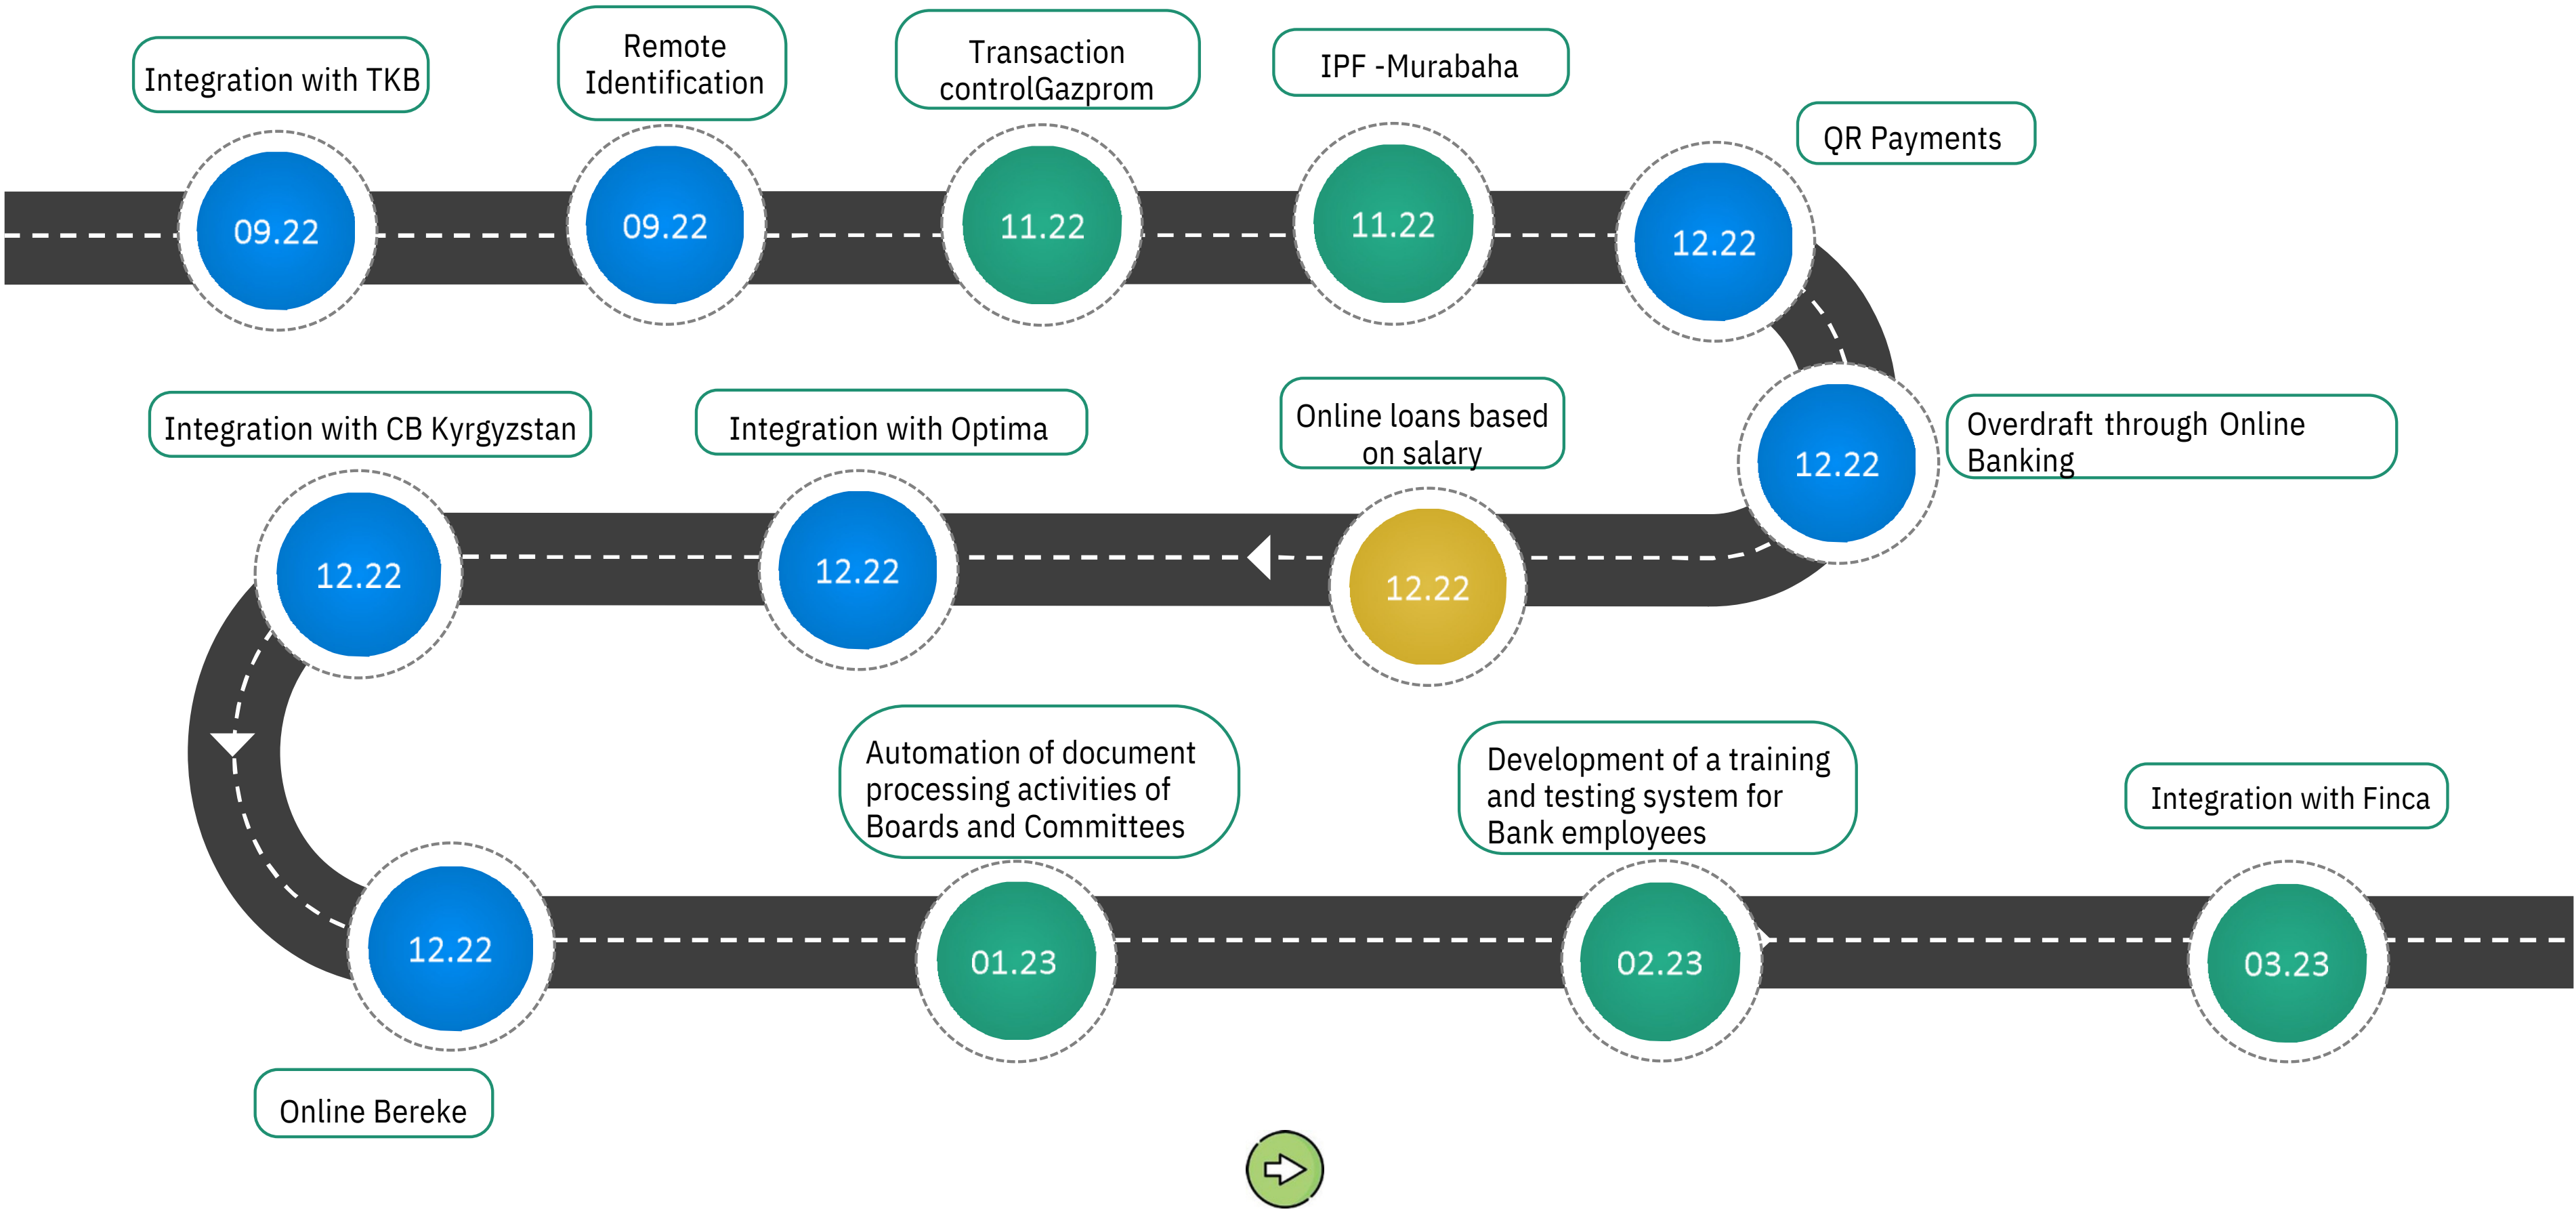 Integration with TKB
09.22
Remote
Identification
09.22
Transaction
controlGazprom
11.22
IPF -Murabaha
11.22
QR Payments
12.22
Overdraft through Online
Banking
12.22
Online loans based
on salary
12.22
Integration with Optima
12.22
Integration with CB Kyrgyzstan
12.22
Online Bereke
12.22
Automation of document
processing activities of
Boards and Committees
01.23
Development of a training
and testing system for
Bank employees
02.23
Integration with Finca
03.23